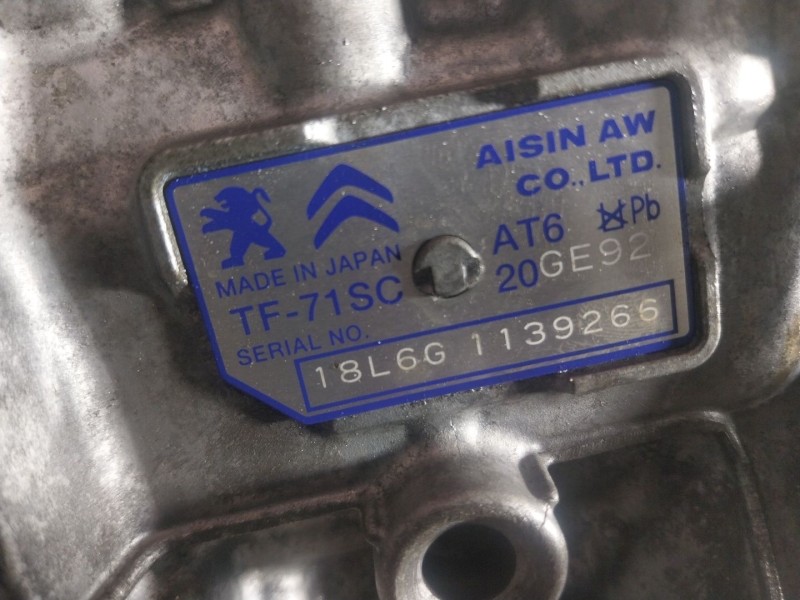 AISIN AW
CO., LTD.
MADE IN JAPAN
AT6 Pb
TF-71SC
20GE92
SERIAL NO.
18L6G 1139266